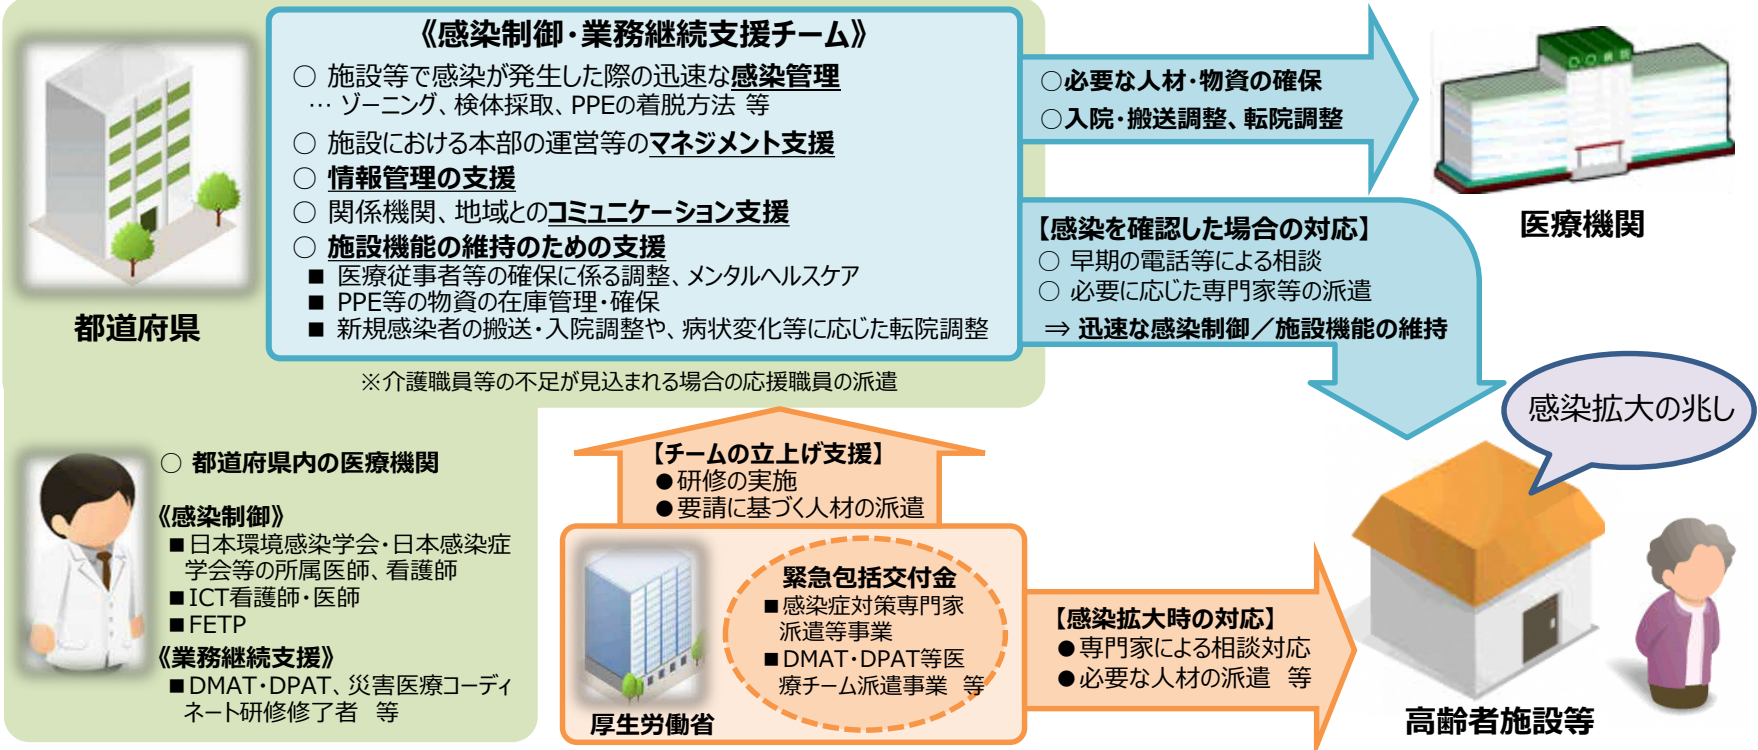 《感染制御・業務継続支援チーム》
○ 施設等で感染が発生した際の迅速な感染管理
… ゾーニング、検体採取、PPEの着脱方法 等
○ 施設における本部の運営等のマネジメント支援
○ 情報管理の支援
○ 関係機関、地域とのコミュニケーション支援
○ 施設機能の維持のための支援
■ 医療従事者等の確保に係る調整、メンタルヘルスケア
■ PPE等の物資の在庫管理・確保
■ 新規感染者の搬送・入院調整や、病状変化等に応じた転院調整
都道府県
※介護職員等の不足が見込まれる場合の応援職員の派遣
○必要な人材・物資の確保
○入院・搬送調整、転院調整
医療機関
【感染を確認した場合の対応】
○ 早期の電話等による相談
○ 必要に応じた専門家等の派遣
⇒ 迅速な感染制御／施設機能の維持
感染拡大の兆し
○ 都道府県内の医療機関
《感染制御》
■日本環境感染学会・日本感染症
学会等の所属医師、看護師
■ICT看護師・医師
■FETP
《業務継続支援》
■DMAT・DPAT、災害医療コーディ
ネート研修修了者 等
【チームの立上げ支援】
●研修の実施
●要請に基づく人材の派遣
緊急包括交付金
■感染症対策専門家
派遣等事業
■DMAT・DPAT等医
療チーム派遣事業 等
厚生労働省
【感染拡大時の対応】
●専門家による相談対応
●必要な人材の派遣 等
高齢者施設等